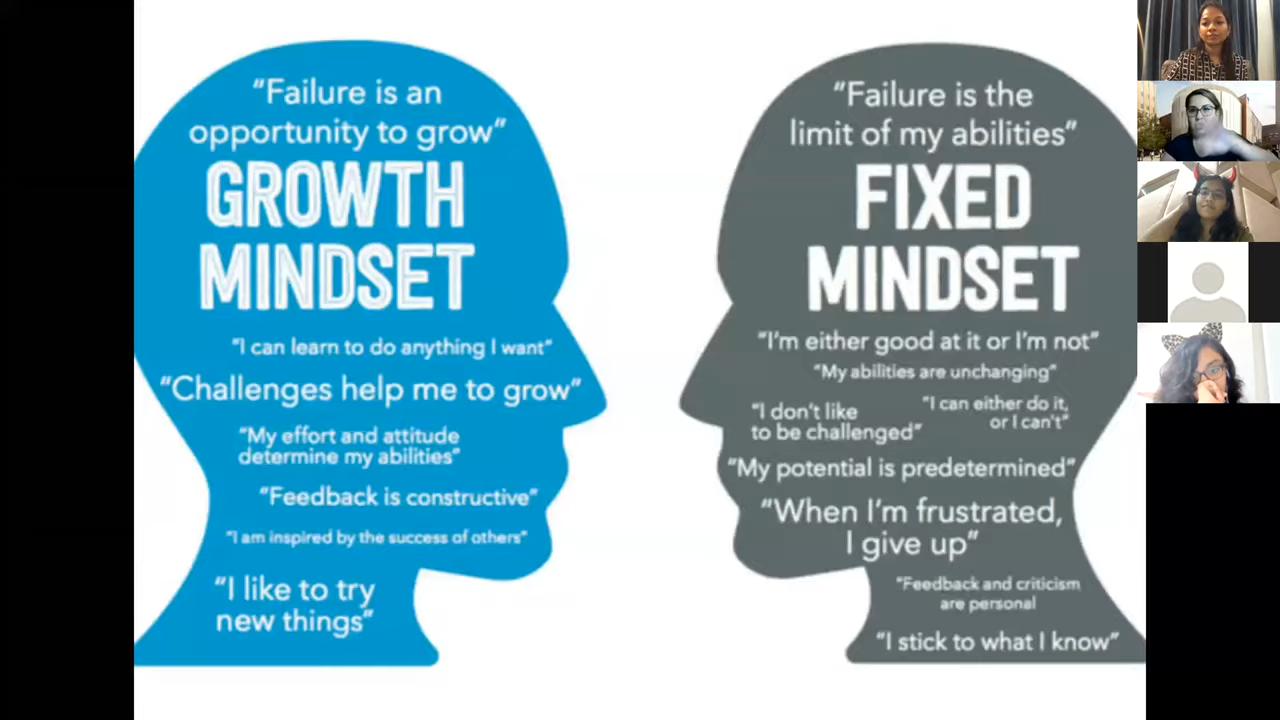 “Failure is an
opportunity to grow”
GROWTH
MINDSET
“I can learn to do anything I want”
“Challenges help me to grow”
“My effort and attitude
determine my abilities”
“Feedback is constructive”
“I am inspired by the success of others”
“I like to try
new things”
“Failure is the
limit of my abilities”
FIXED
MINDSET
“I'm either good at it or I'm not”
“My abilities are unchanging”
“I don't like
to be challenged”
“I can either do it,
or I can't”
“My potential is predetermined”
“When I'm frustrated,
I give up”
“Feedback and criticism
are personal
“I stick to what I know”